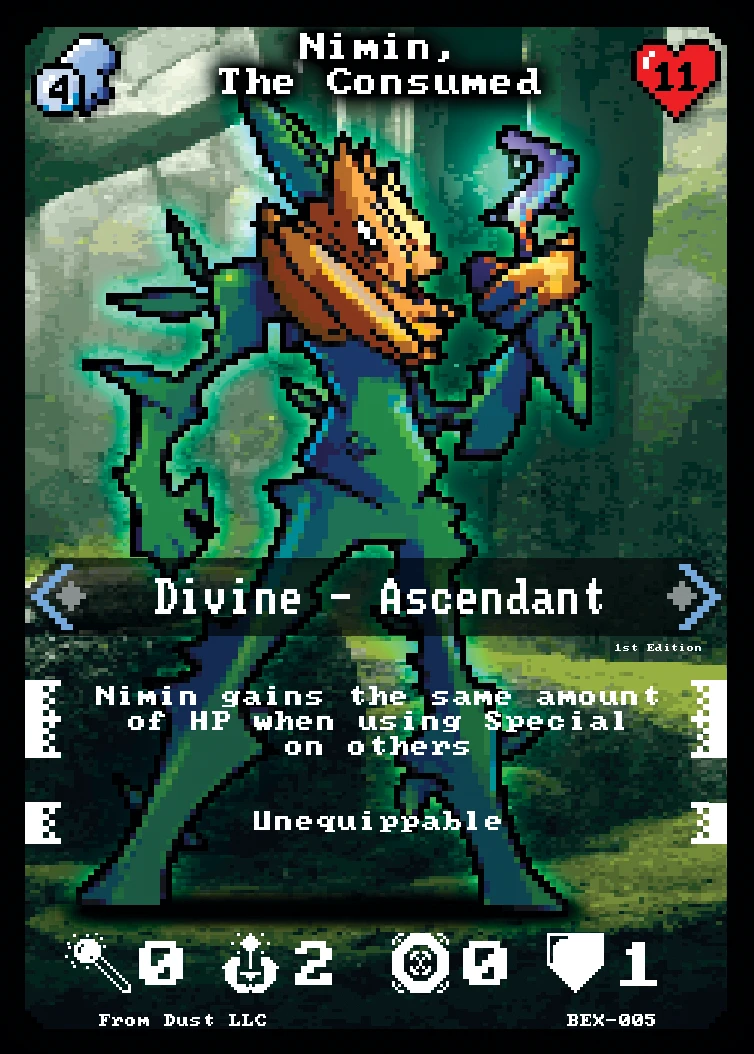 Nimin,
The Consumed
4
11
Divine - Ascendant
1st Edition
Nimin gains the same amount
of HP when using Special
on others
Unequippable
0 2 0 1
From Dust LLC BEX-005